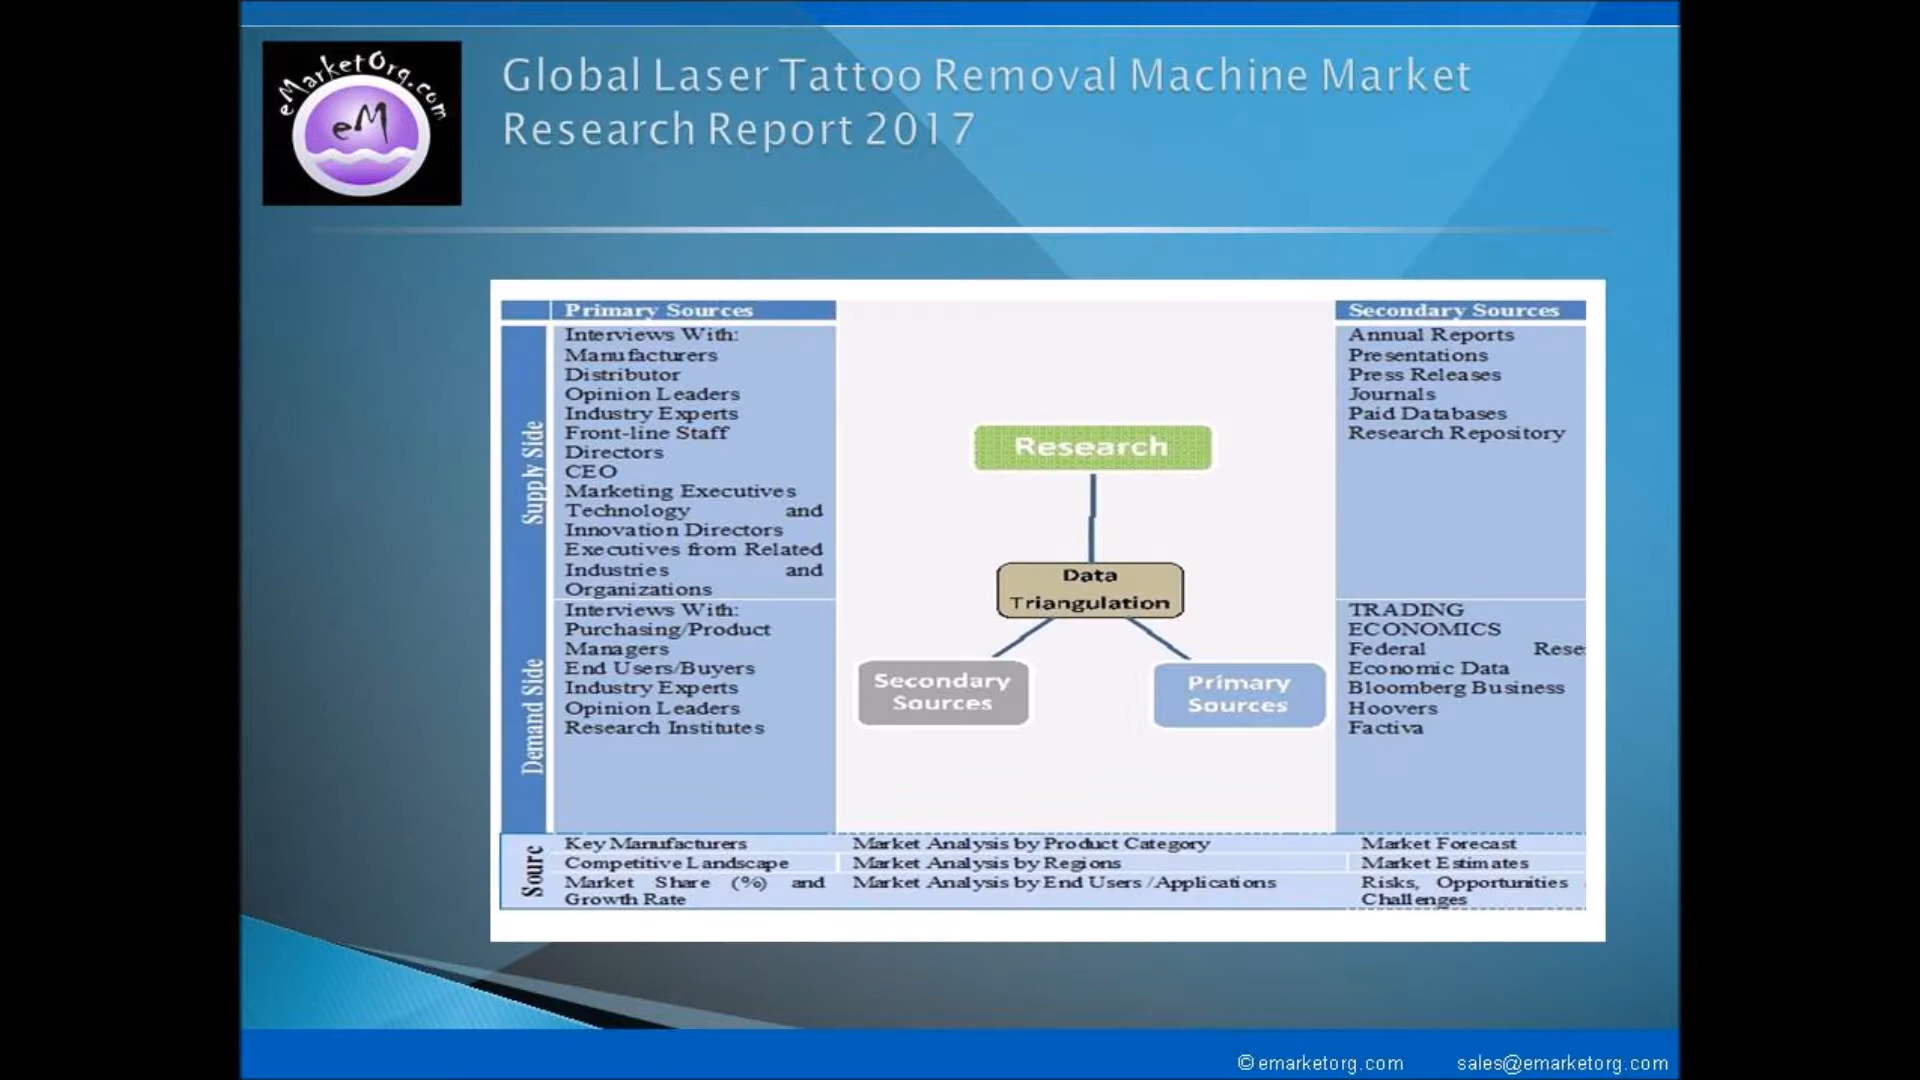 eMarketOrg.com
eM
Global Laser Tattoo Removal Machine Market
Research Report 2017
Primary Sources
Supply Side
Interviews With:
Manufacturers
Distributor
Opinion Leaders
Industry Experts
Front-line Staff
Directors
CEO
Marketing Executives
Technology and
Innovation Directors
Executives from Related
Industries and
Organizations
Demand Side
Interviews With:
Purchasing/Product
Managers
End Users/Buyers
Industry Experts
Opinion Leaders
Research Institutes
Research
Data
Triangulation
Secondary
Sources
Primary
Sources
Secondary Sources
Annual Reports
Presentations
Press Releases
Journals
Paid Databases
Research Repository
TRADING
ECONOMICS
Federal Rese
Economic Data
Bloomberg Business
Hoovers
Factiva
Sourc
Key Manufacturers
Competitive Landscape
Market Share (%) and
Growth Rate
Market Analysis by Product Category
Market Analysis by Regions
Market Analysis by End Users /Applications
Market Forecast
Market Estimates
Risks, Opportunities
Challenges
© emarketorg.com sales@emarketorg.com